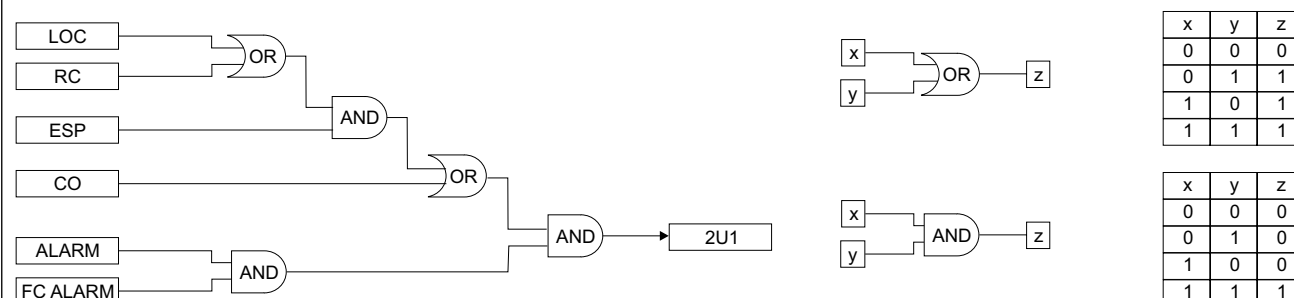 LOC
RC
OR
ESP
AND
CO
OR
AND
2U1
ALARM
FC ALARM
AND
x
y
OR
z
x
y
AND
z
x y z
0 0 0
0 1 1
1 0 1
1 1 1
x y z
0 0 0
0 1 0
1 0 0
1 1 1